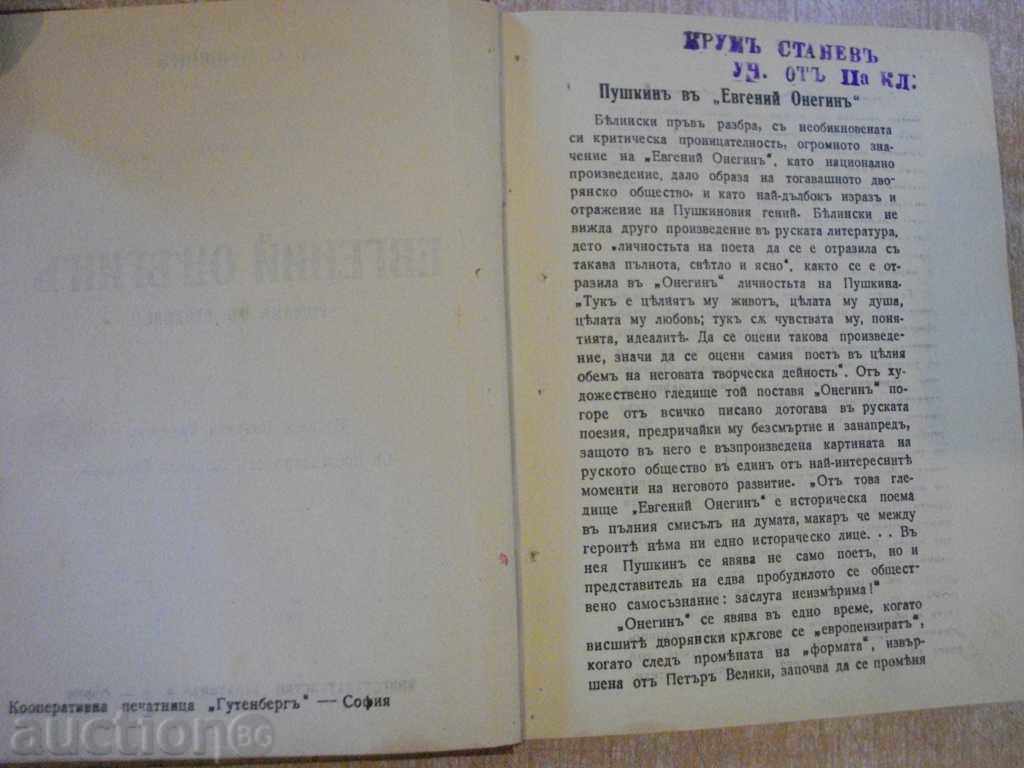 Кооперативна печатница „Гутенбергъ“ — София
КРУМЪ СТАНЕВЪ
УЧ. ОТЪ IIа КЛ.
Пушкинъ въ „Евгений Онегинъ“
Бѣлински пръвъ разбра, съ необикновената
си критическа проницателность, огромното зна-
чение на „Евгений Онегинъ“, като национално
произведение, дало образа на тогавашното дво-
рянско общество и като най-дълбокъ изразъ и
отражение на Пушкиновия гений. Бѣлински не
вижда друго произведение въ руската литература,
дето „личностьта на поета да се е отразила съ
такава пълнота, свѣтло и ясно“, както се е от-
разила въ „Онегинъ“ личностьта на Пушкина.
„Тукъ е цѣлиятъ му животъ, цѣлата му душа,
цѣлата му любовь; тукъ сѫ чувствата му, поня-
тията, идеалитѣ. Да се оцени такова произведе-
ние, значи да се оцени самия поетъ въ цѣлия
обемъ на неговата творческа дейность“. Отъ ху-
дожествено гледище той поставя „Онегинъ“ по-
горе отъ всичко писано дотогава въ руската
поезия, предричайки му безсмъртие и занапредъ,
защото въ него е възпроизведена картината на
руското общество въ единъ отъ най-интереснитѣ
моменти на неговото развитие. „Отъ това гле-
дище „Евгений Онегинъ“ е историческа поема
въ пълния смисълъ на думата, макаръ че между
героитѣ нѣма ни едно историческо лице. . . Въ
нея Пушкинъ се явява не само поетъ, но и
представитель на едва пробудилото се общест-
вено самосъзнание: заслуга неизмѣрима!“
„Онегинъ“ се явява въ едно време, когато
висшитѣ дворянски крѫгове се „европензиратъ“,
когато следъ промѣната на „формата“, извър-
шена отъ Петъръ Велики, започва да се промѣня
auction BG